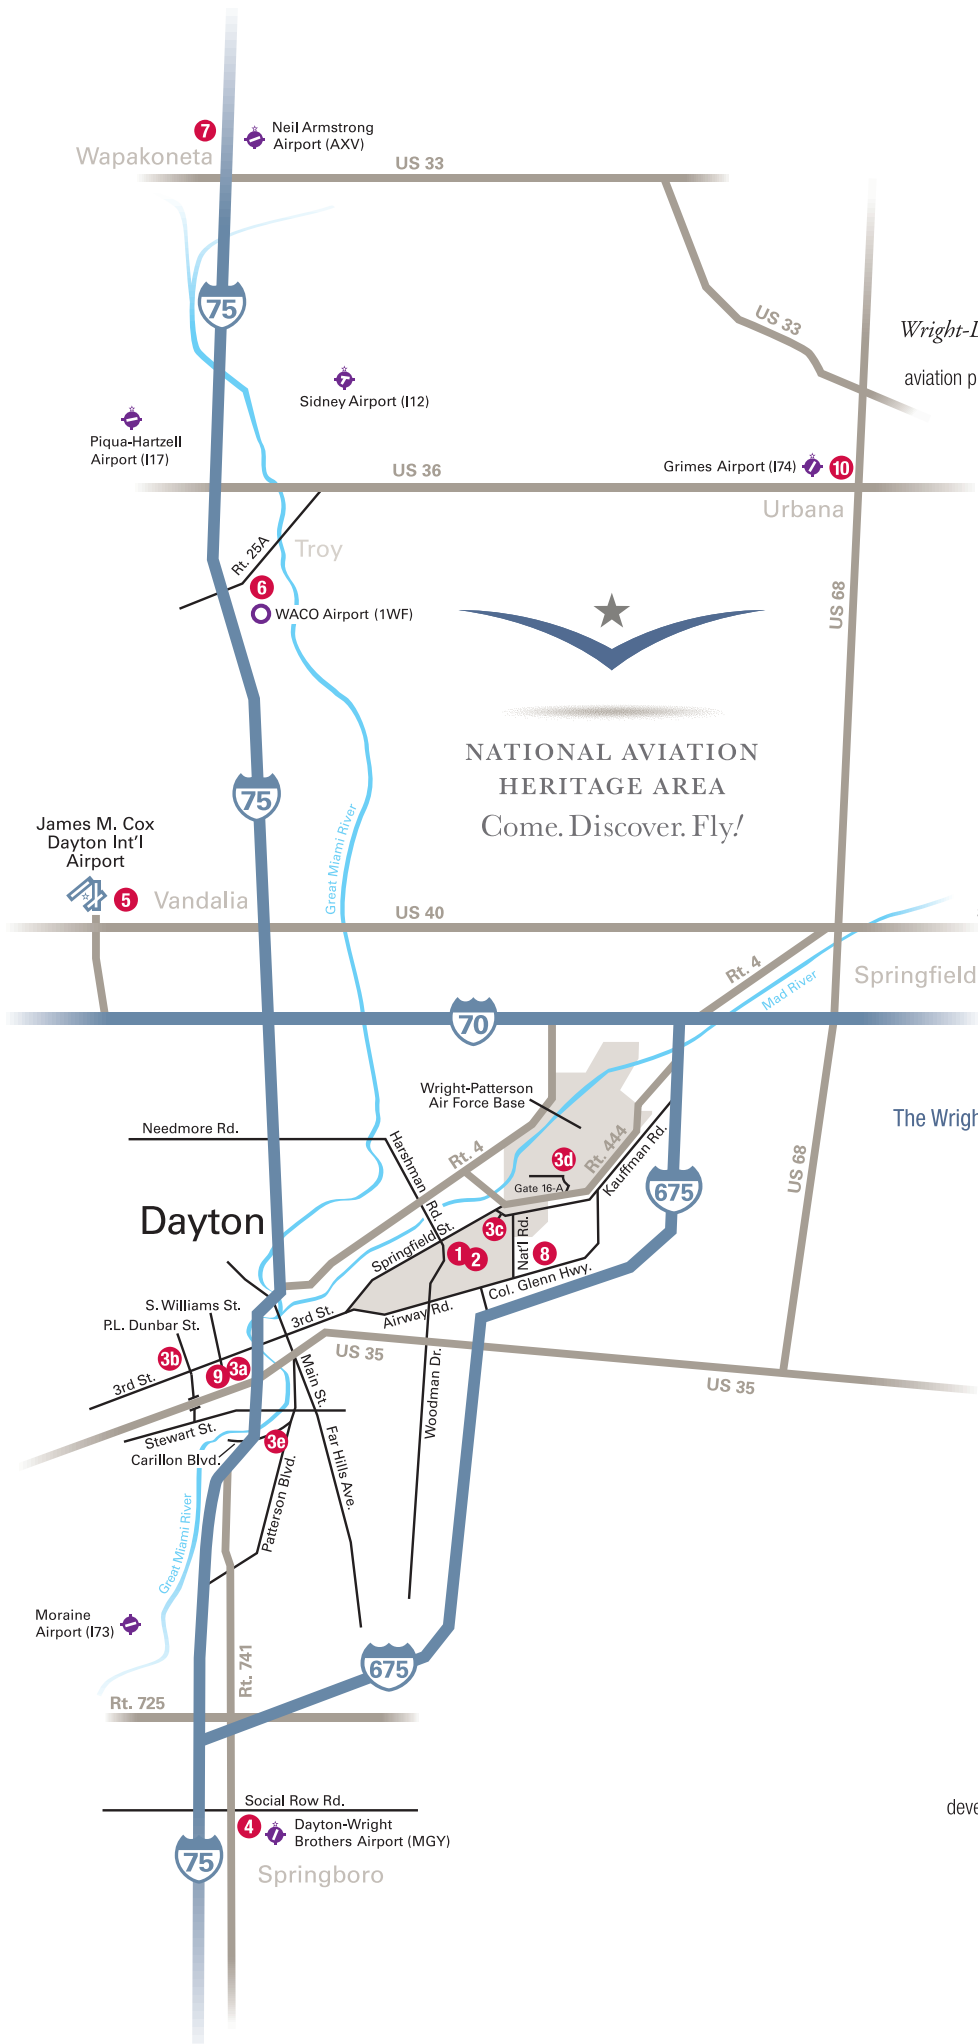 7
Neil Armstrong
Airport (AXV)
Wapakoneta
US 33
75
US 33
Wright-D
aviation p
Sidney Airport (I12)
Piqua-Hartzell
Airport (I17)
US 36
Grimes Airport (I74)
10
Urbana
Rt. 25A
Troy
6
WACO Airport (1WF)
US 68
NATIONAL AVIATION
HERITAGE AREA
Come. Discover. Fly!
75
Great Miami River
James M. Cox
Dayton Int'l
Airport
5
Vandalia
US 40
Rt. 4
Mad River
Springfield
70
Wright-Patterson
Air Force Base
The Wrigh
Needmore Rd.
Harshman Rd.
Rt. 4
3d
Rt. 444
Kauffman Rd.
Gate 16-A
675
US 68
Dayton
Springfield St.
3c
1
2
Nat'l Rd.
8
Col. Glenn Hwy.
S. Williams St.
P.L. Dunbar St.
3rd St.
Airway Rd.
3b
9
3a
US 35
US 35
3rd St.
Main St.
Woodman Dr.
Stewart St.
Carillon Blvd.
3e
Patterson Blvd.
Far Hills Ave.
Great Miami River
Moraine
Airport (I73)
Rt. 741
675
Rt. 725
Social Row Rd.
4
Dayton-Wright
Brothers Airport (MGY)
deve
75
Springboro